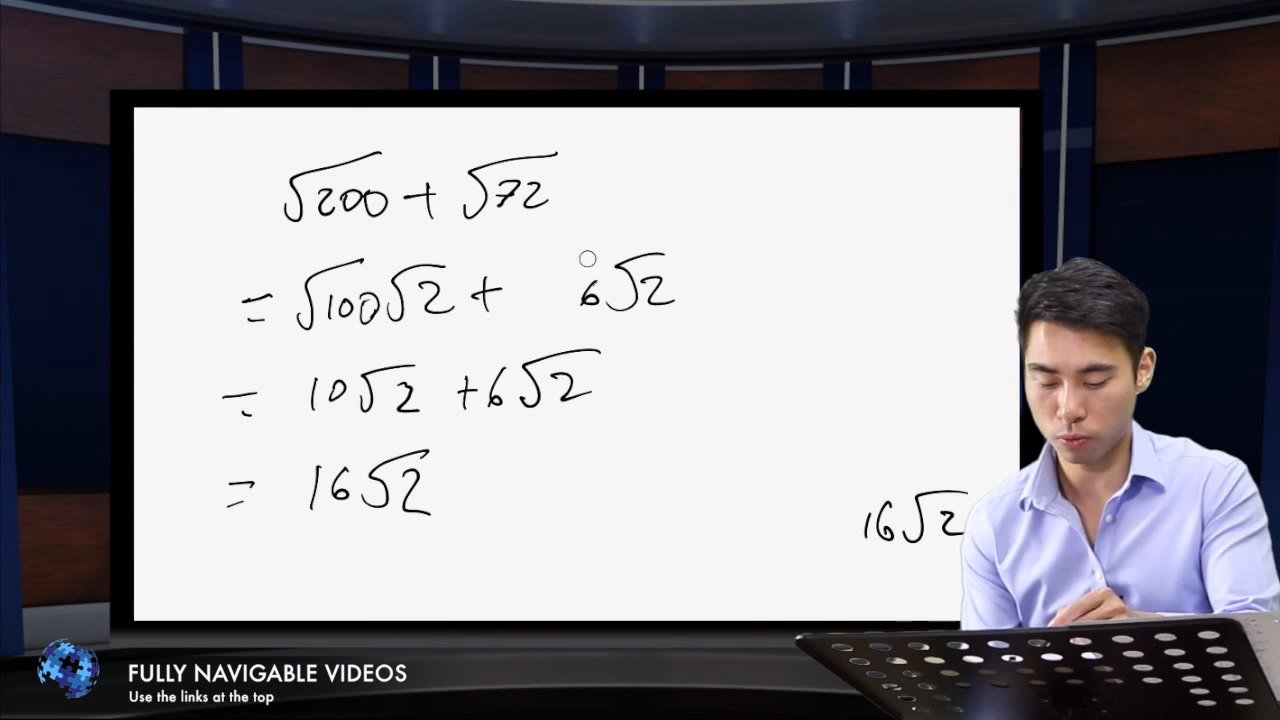 √200 + √72
= √100√2 + 6√2
= 10√2 + 6√2
= 16√2
16√2
FULLY NAVIGABLE VIDEOS
Use the links at the top